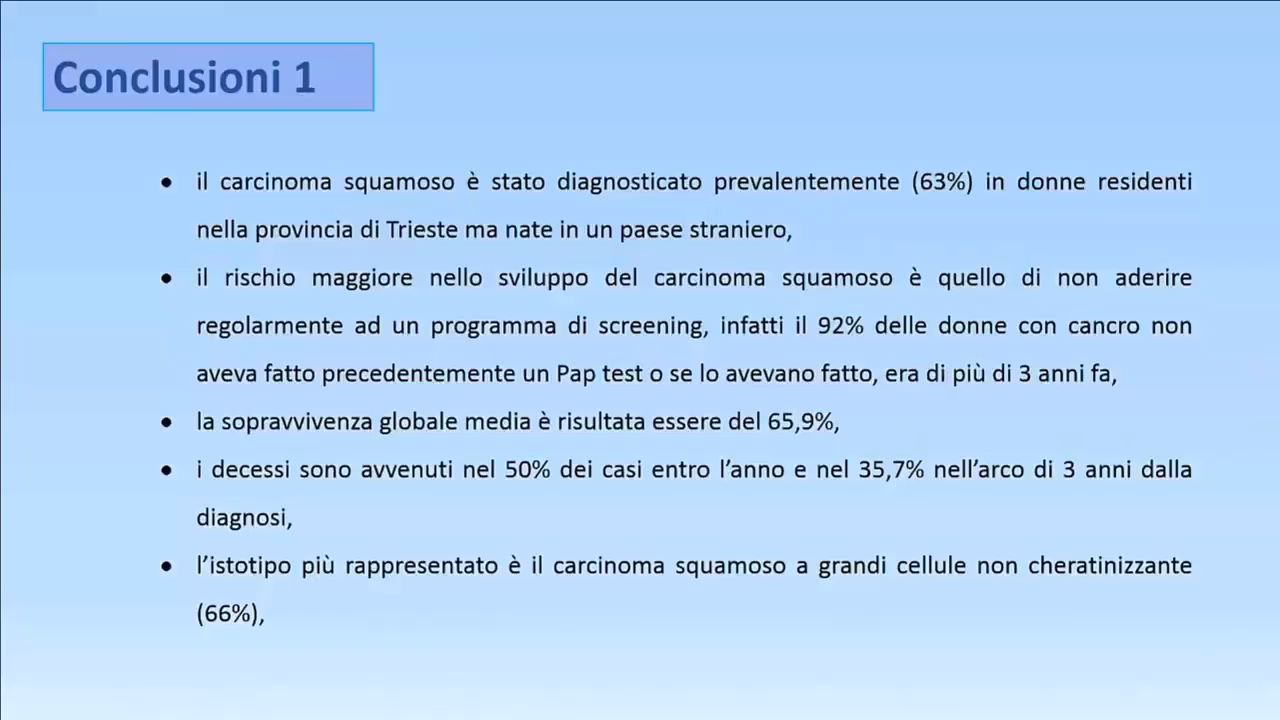 Conclusioni 1
• il carcinoma squamoso è stato diagnosticato prevalentemente (63%) in donne residenti
nella provincia di Trieste ma nate in un paese straniero,
• il rischio maggiore nello sviluppo del carcinoma squamoso è quello di non aderire
regolarmente ad un programma di screening, infatti il 92% delle donne con cancro non
aveva fatto precedentemente un Pap test o se lo avevano fatto, era di più di 3 anni fa,
• la sopravvivenza globale media è risultata essere del 65,9%,
• i decessi sono avvenuti nel 50% dei casi entro l’anno e nel 35,7% nell’arco di 3 anni dalla
diagnosi,
• l’istotipo più rappresentato è il carcinoma squamoso a grandi cellule non cheratinizzante
(66%),